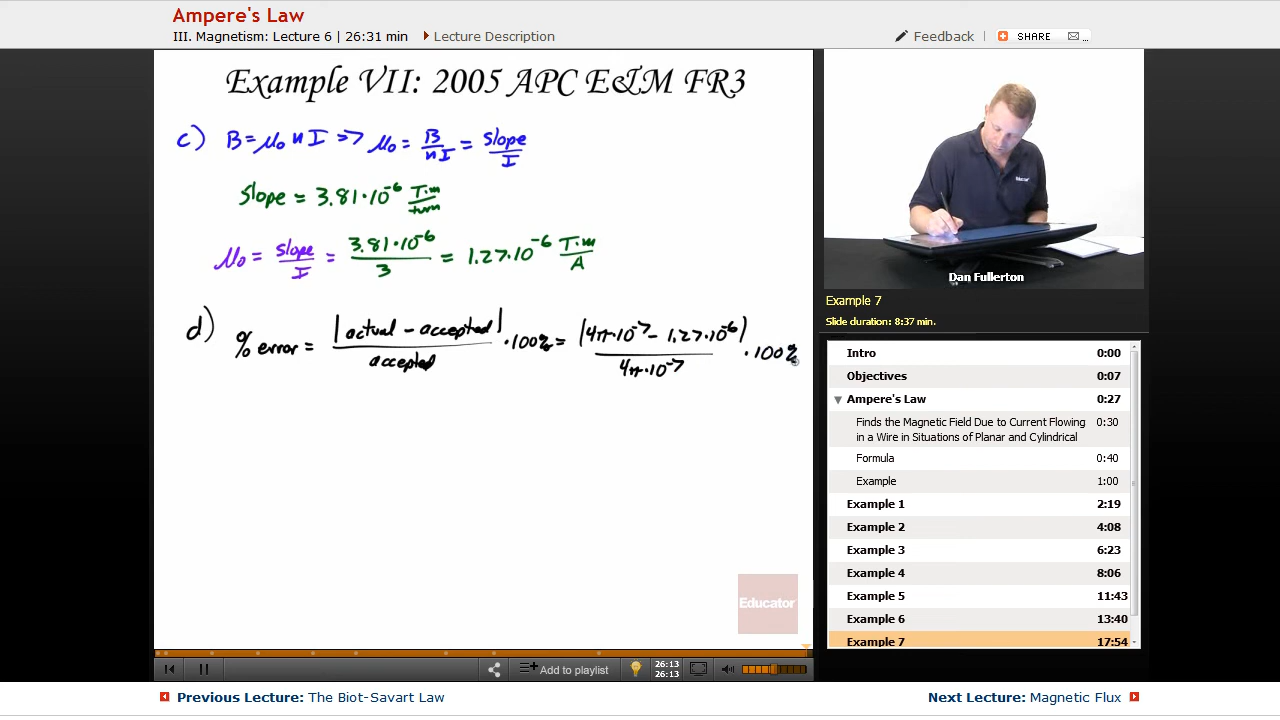 Ampere's Law
III. Magnetism: Lecture 6 | 26:31 min Lecture Description
Feedback SHARE
Example VII: 2005 APC E&M FR3
c) B = μ₀ n I => μ₀ = B/nI = slope/I
slope = 3.81·10⁻⁶ T·m/turn
μ₀ = slope/I = 3.81·10⁻⁶/3 = 1.27·10⁻⁶ T·m/A
d) % error = |actual - accepted|/accepted · 100% = |4π·10⁻⁷ - 1.27·10⁻⁶|/4π·10⁻⁷ · 100%
Educator
Dan Fullerton
Example 7
Slide duration: 8:37 min.
Intro 0:00
Objectives 0:07
Ampere's Law 0:27
Finds the Magnetic Field Due to Current Flowing 0:30
in a Wire in Situations of Planar and Cylindrical
Formula 0:40
Example 1:00
Example 1 2:19
Example 2 4:08
Example 3 6:23
Example 4 8:06
Example 5 11:43
Example 6 13:40
Example 7 17:54
Add to playlist
26:13
26:13
Previous Lecture: The Biot-Savart Law
Next Lecture: Magnetic Flux